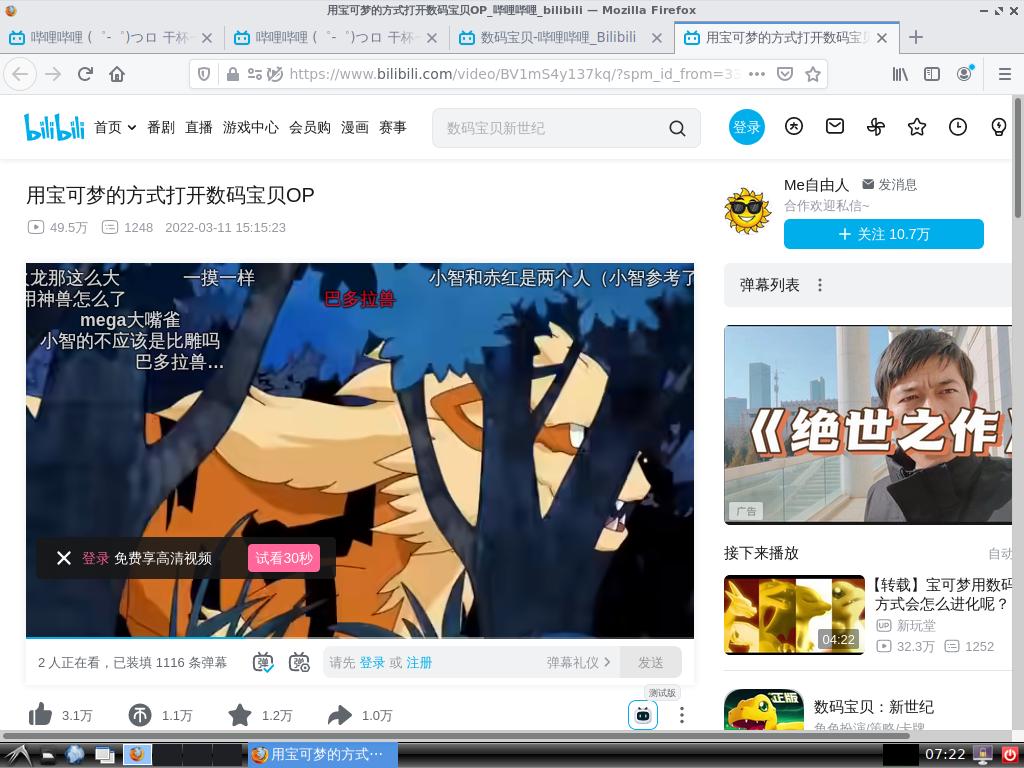 用宝可梦的方式打开数码宝贝OP_哔哩哔哩_bilibili — Mozilla Firefox
哔哩哔哩 (゜-゜)つロ 干杯~
哔哩哔哩 (゜-゜)つロ 干杯~
数码宝贝-哔哩哔哩_Bilibili
用宝可梦的方式打开数码宝贝
https://www.bilibili.com/video/BV1mS4y137kq/?spm_id_from=33
bilibili
首页
番剧
直播
游戏中心
会员购
漫画
赛事
数码宝贝新世纪
登录
用宝可梦的方式打开数码宝贝OP
49.5万
1248
2022-03-11 15:15:23
Me自由人
发消息
合作欢迎私信~
+ 关注 10.7万
弹幕列表
龙那这么大
一摸一样
小智和赤红是两个人（小智参考了
用神兽怎么了
巴多拉兽
mega大嘴雀
小智的不应该是比雕吗
巴多拉兽...
登录 免费享高清视频
试看30秒
《绝世之作》
广告
接下来播放
自动
【转载】宝可梦用数码
方式会怎么进化呢？
UP 新玩堂
32.3万
1252
04:22
2 人正在看，已装填 1116 条弹幕
弹
弹
请先 登录 或 注册
弹幕礼仪
发送
3.1万
1.1万
1.2万
1.0万
测试版
正版
数码宝贝：新世纪
角色扮演/策略/卡牌
用宝可梦的方式…
07:22